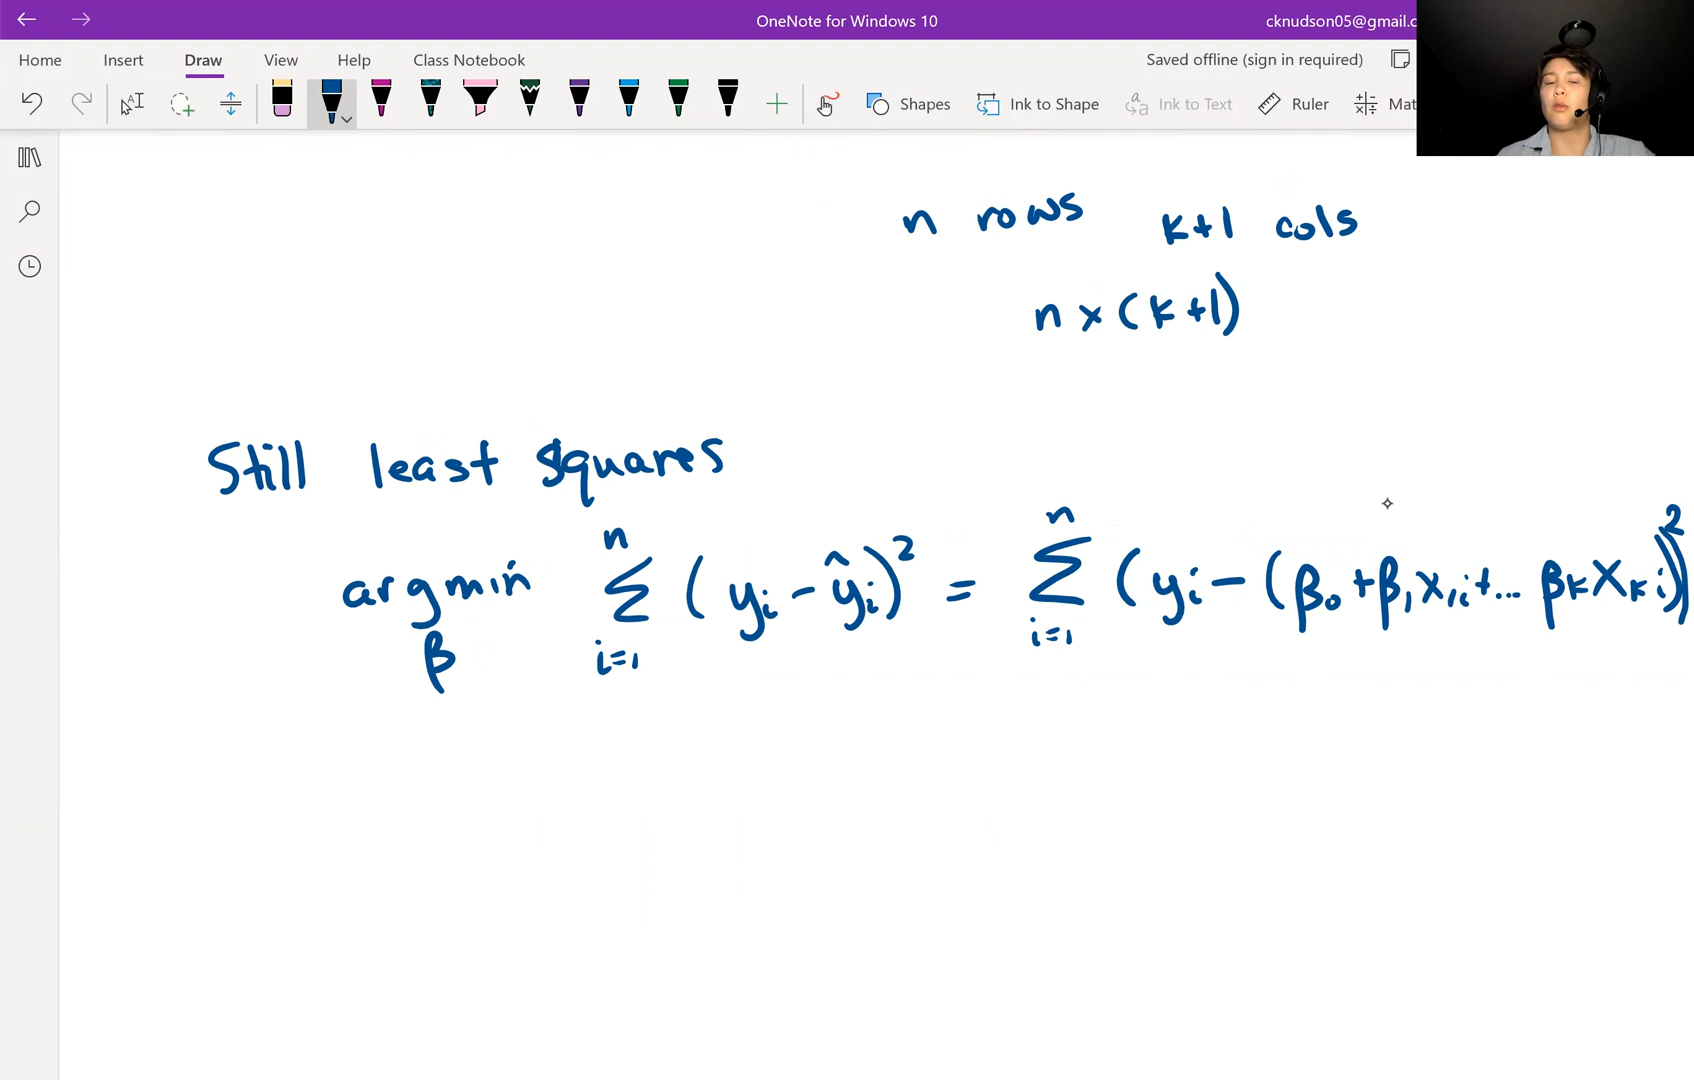 OneNote for Windows 10
cknudson05@gmail.c
Home Insert Draw View Help Class Notebook
Saved offline (sign in required)
Shapes Ink to Shape Ink to Text Ruler Mat
n rows k+1 cols
n × (k+1)
Still least squares
argmin β Σ i=1 n (yᵢ - ŷᵢ)² = Σ i=1 n (yᵢ - (β₀ + β₁x₁ᵢ + ... βₖxₖᵢ))²